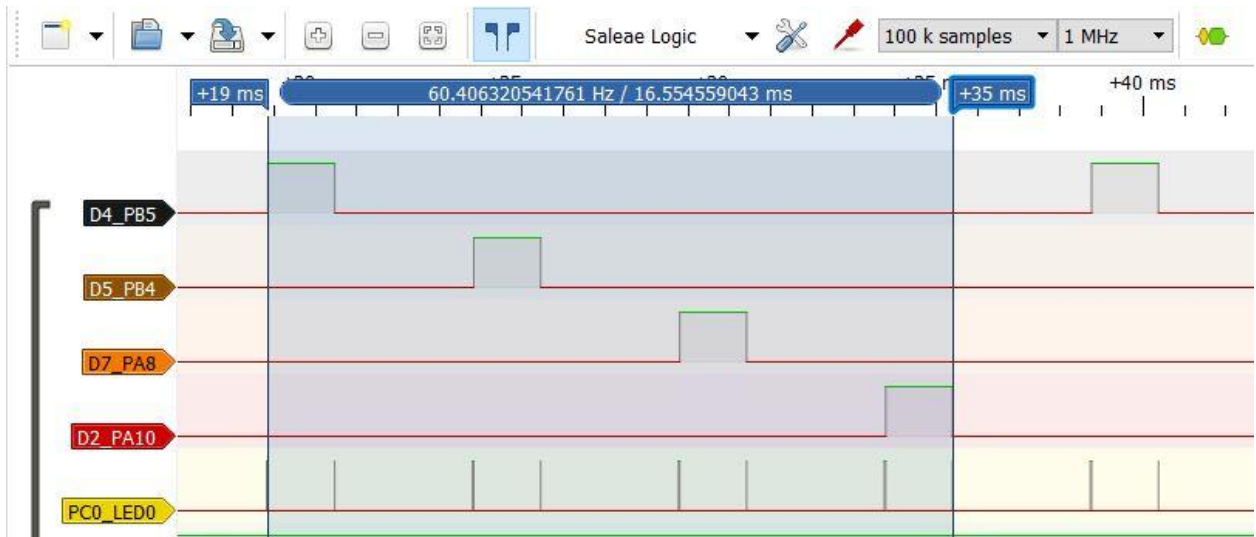 Saleae Logic 100 k samples 1 MHz
+19 ms 60.406320541761 Hz / 16.554559043 ms +35 ms +40 ms
D4_PB5
D5_PB4
D7_PA8
D2_PA10
PC0_LED0